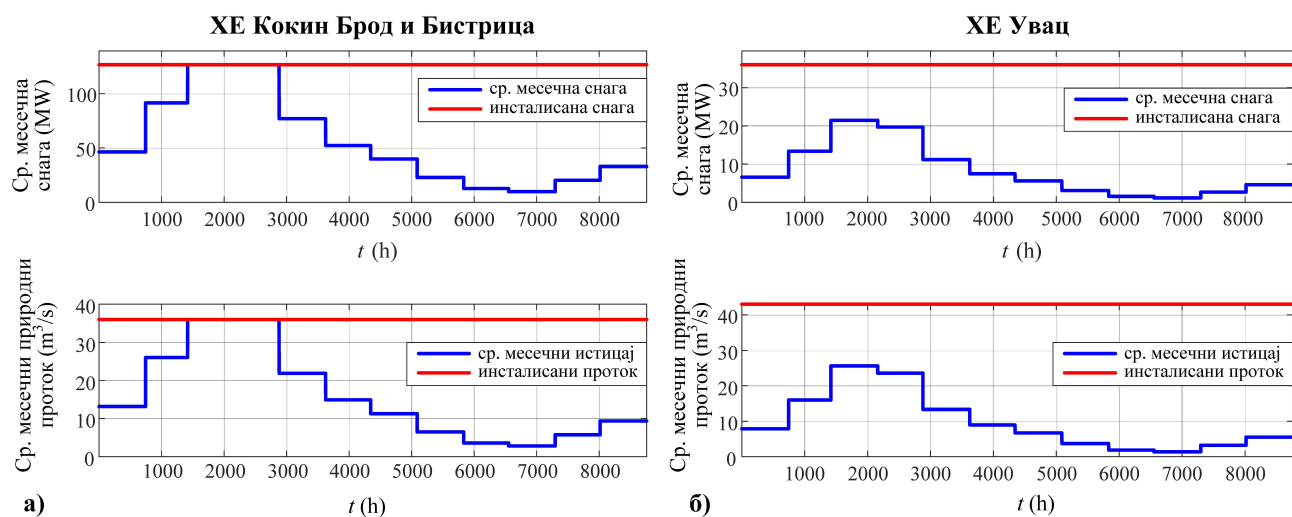 ХЕ Кокин Брод и Бистрица
Ср. месечна
снага (MW)
100
50
0
ср. месечна снага
инсталисана снага
1000 2000 3000 4000 5000 6000 7000 8000
t (h)
Ср. месечни природни
проток (m³/s)
40
30
20
10
0
ср. месечни истицај
инсталисани проток
1000 2000 3000 4000 5000 6000 7000 8000
t (h)
а)
ХЕ Увац
Ср. месечна
снага (MW)
30
20
10
0
ср. месечна снага
инсталисана снага
1000 2000 3000 4000 5000 6000 7000 8000
t (h)
Ср. месечни природни
проток (m³/s)
40
30
20
10
0
ср. месечни истицај
инсталисани проток
1000 2000 3000 4000 5000 6000 7000 8000
t (h)
б)